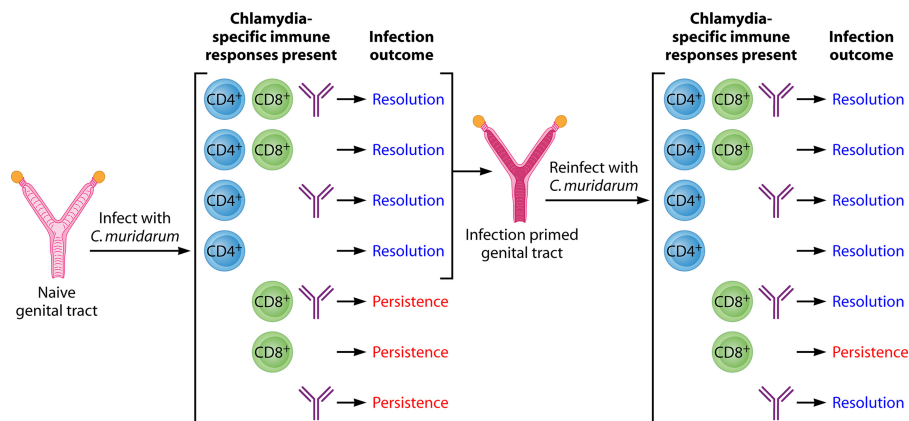 Chlamydia-
specific immune
responses present
Infection
outcome
CD4+ CD8+ Resolution
CD4+ CD8+ Resolution
CD4+ Resolution
CD4+ Resolution
CD8+ Persistence
CD8+ Persistence
Persistence
Naive
genital tract
Infect with
C. muridarum
Infection primed
genital tract
Reinfect with
C. muridarum
Chlamydia-
specific immune
responses present
Infection
outcome
CD4+ CD8+ Resolution
CD4+ CD8+ Resolution
CD4+ Resolution
CD4+ Resolution
CD8+ Resolution
CD8+ Persistence
Resolution